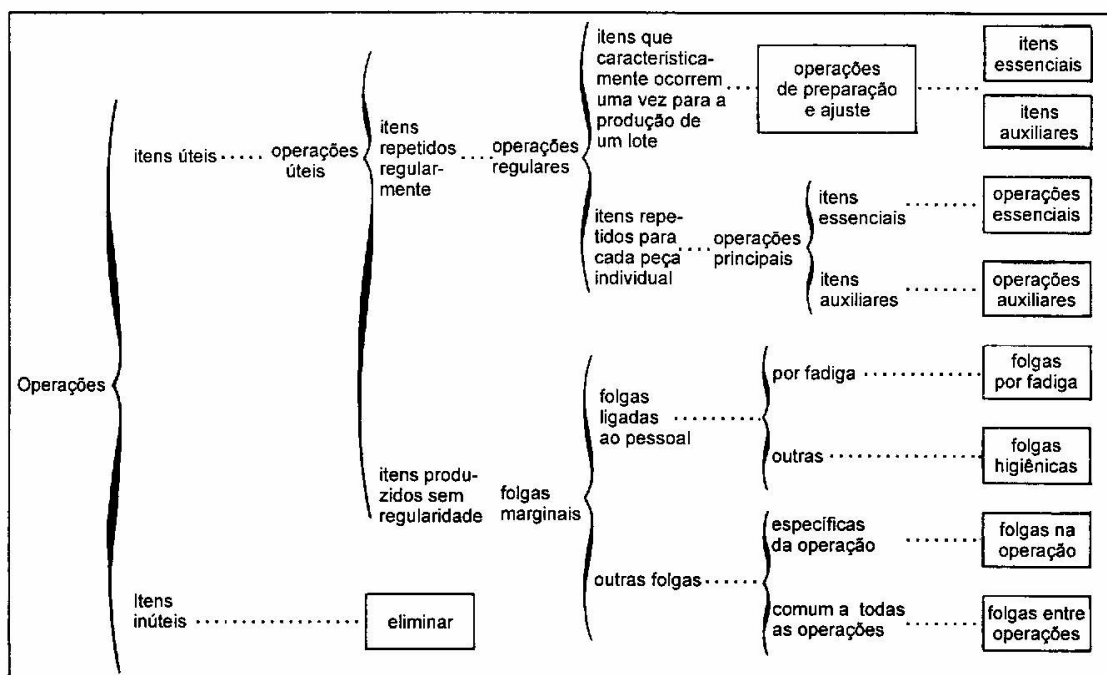 itens que
característica-
mente ocorrem
uma vez para a
produção de
um lote
operações
de preparação
e ajuste
itens
essenciais
itens
auxiliares
itens úteis
operações
úteis
itens
repetidos
regular-
mente
operações
regulares
itens repe-
tidos para
cada peça
individual
operações
principais
itens
essenciais
operações
essenciais
itens
auxiliares
operações
auxiliares
Operações
itens produ-
zidos sem
regularidade
folgas
marginais
folgas
ligadas
ao pessoal
por fadiga
folgas
por fadiga
outras
folgas
higiênicas
outras folgas
específicas
da operação
folgas na
operação
comum a todas
as operações
folgas entre
operações
Itens
inúteis
eliminar